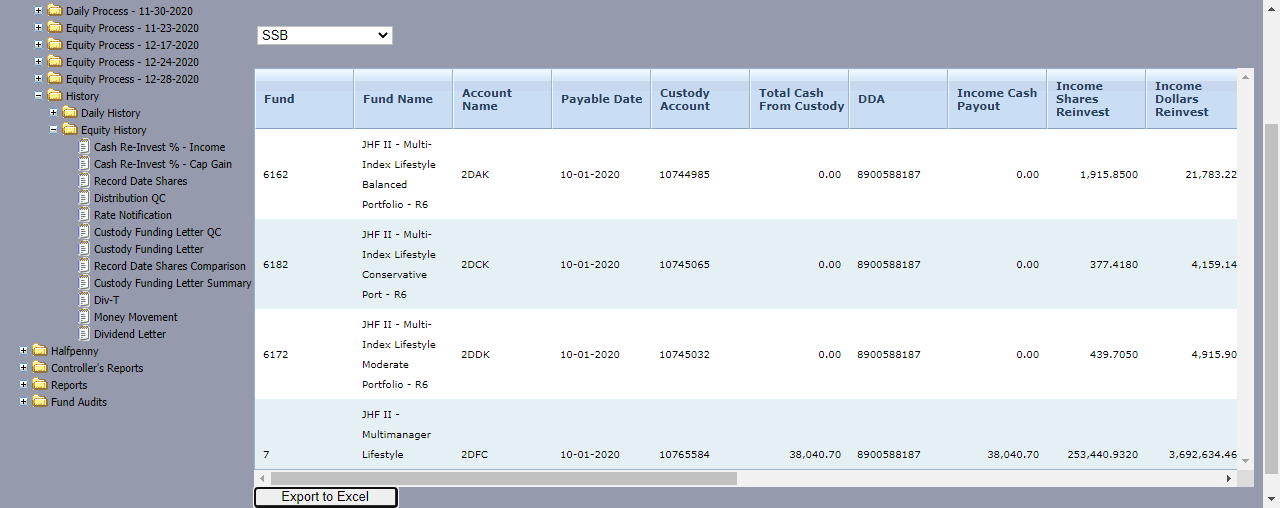 Daily Process - 11-30-2020
Equity Process - 11-23-2020
Equity Process - 12-17-2020
Equity Process - 12-24-2020
Equity Process - 12-28-2020
History
Daily History
Equity History
Cash Re-Invest % - Income
Cash Re-Invest % - Cap Gain
Record Date Shares
Distribution QC
Rate Notification
Custody Funding Letter QC
Custody Funding Letter
Record Date Shares Comparison
Custody Funding Letter Summary
Div-T
Money Movement
Dividend Letter
Halfpenny
Controller's Reports
Reports
Fund Audits
SSB
Fund
Fund Name
Account
Name
Payable Date
Custody
Account
Total Cash
From Custody
DDA
Income Cash
Payout
Income
Shares
Reinvest
Income
Dollars
Reinvest
6162
JHF II - Multi-
Index Lifestyle
Balanced
Portfolio - R6
2DAK
10-01-2020
10744985
0.00
8900588187
0.00
1,915.8500
21,783.22
6182
JHF II - Multi-
Index Lifestyle
Conservative
Port - R6
2DCK
10-01-2020
10745065
0.00
8900588187
0.00
377.4180
4,159.14
6172
JHF II - Multi-
Index Lifestyle
Moderate
Portfolio - R6
2DDK
10-01-2020
10745032
0.00
8900588187
0.00
439.7050
4,915.90
7
JHF II -
Multimanager
Lifestyle
2DFC
10-01-2020
10765584
38,040.70
8900588187
38,040.70
253,440.9320
3,692,634.46
Export to Excel